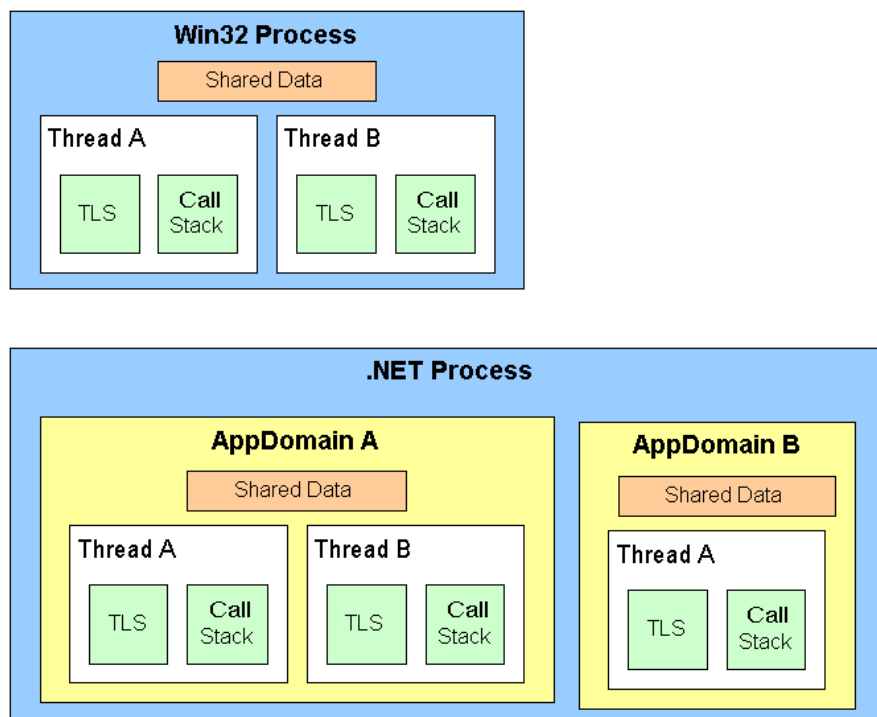 Win32 Process
Shared Data
Thread A
TLS
Call
Stack
Thread B
TLS
Call
Stack
.NET Process
AppDomain A
Shared Data
Thread A
TLS
Call
Stack
Thread B
TLS
Call
Stack
AppDomain B
Shared Data
Thread A
TLS
Call
Stack